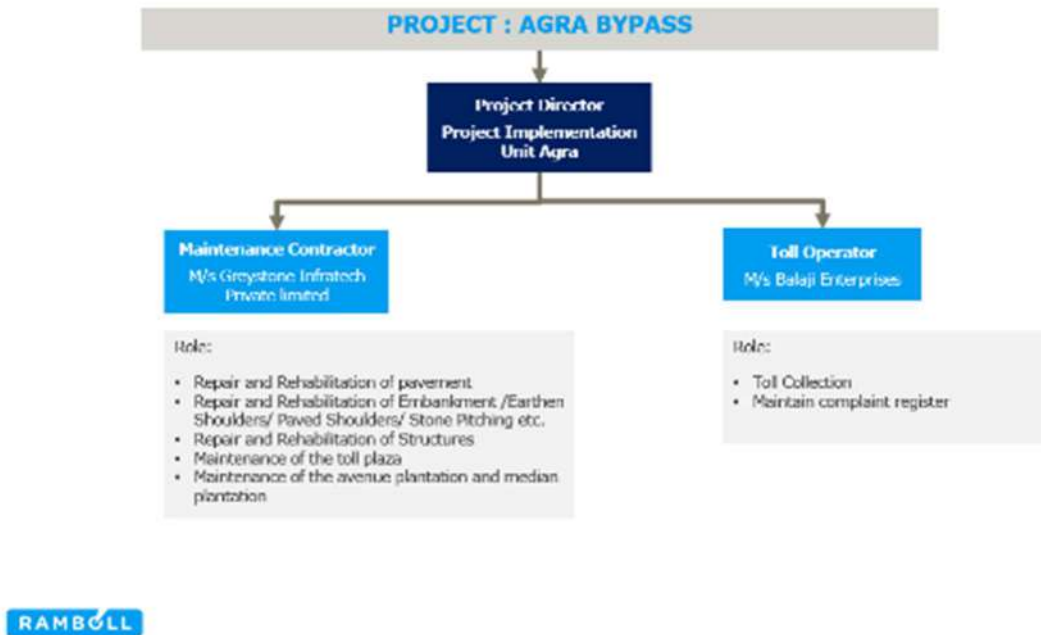 PROJECT : AGRA BYPASS
Project Director
Project Implementation
Unit Agra
Maintenance Contractor
M/s Greystone Infratech
Private limited
Toll Operator
M/s Balaji Enterprises
Role:
• Repair and Rehabilitation of pavement
• Repair and Rehabilitation of Embankment /Earthen
Shoulders/ Paved Shoulders/ Stone Pitching etc.
• Repair and Rehabilitation of Structures
• Maintenance of the toll plaza
• Maintenance of the avenue plantation and median
plantation
Role:
• Toll Collection
• Maintain complaint register
RAMBOLL